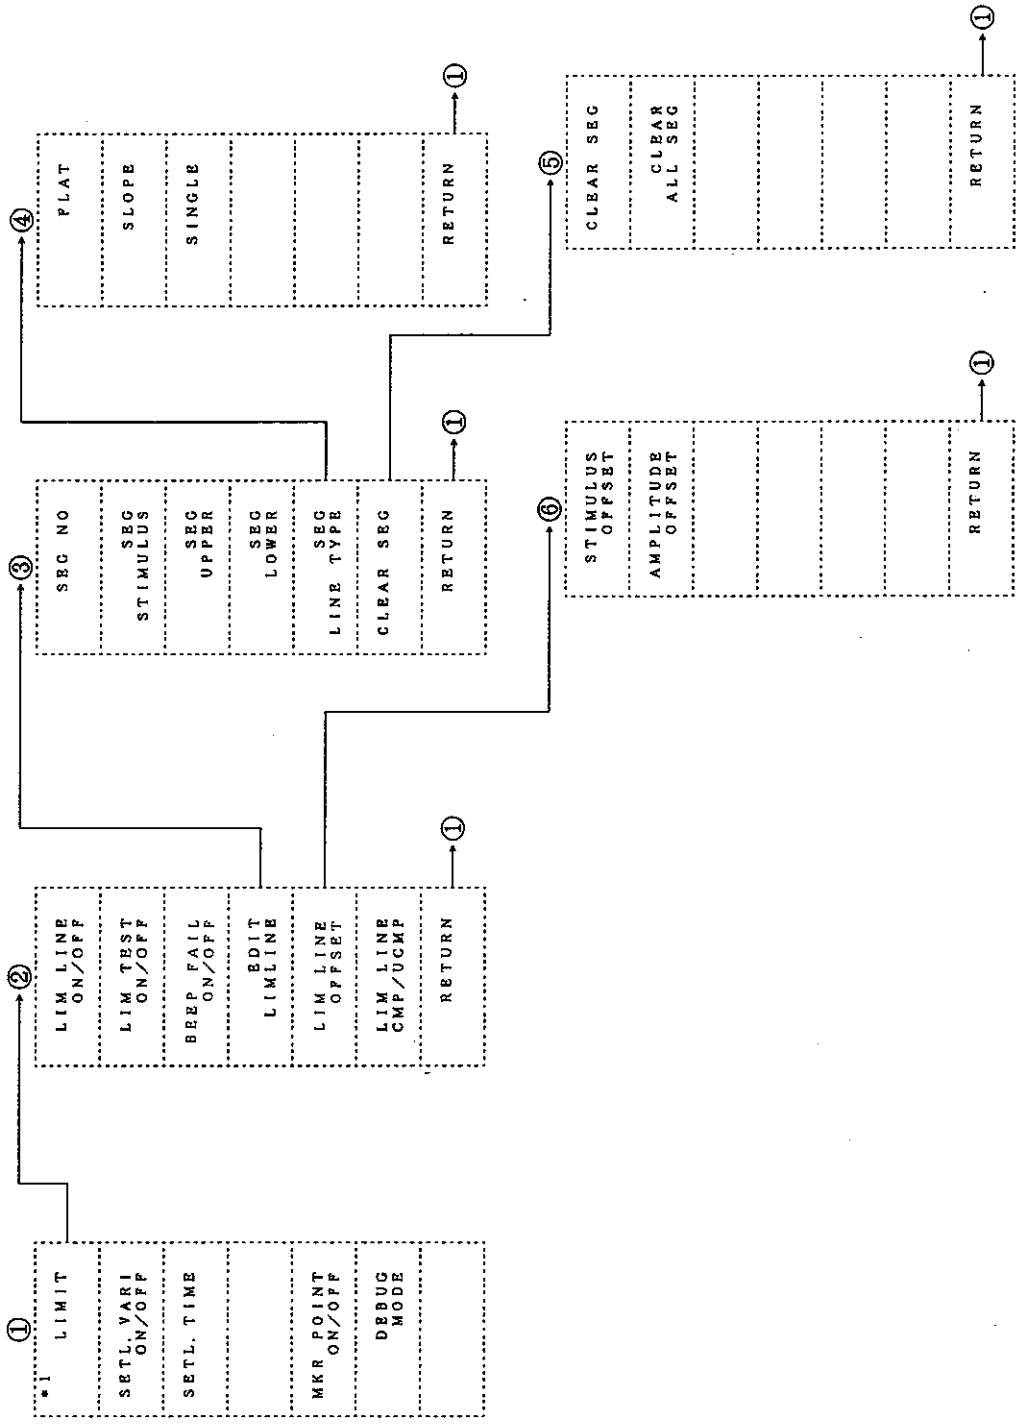 ①
*1
LIMIT
SETL. VARI
ON/OFF
SETL. TIME
MKR POINT
ON/OFF
DEBUG
MODE
②
LIM LINE
ON/OFF
LIM TEST
ON/OFF
BEEP FAIL
ON/OFF
EDIT
LIMLINE
LIM LINE
OFFSET
LIM LINE
CMP/UCMP
RETURN
①
③
SEG NO
SEG
STIMULUS
SEG
UPPER
SEG
LOWER
SEG
LINE TYPE
CLEAR SEG
RETURN
①
④
FLAT
SLOPE
SINGLE
RETURN
①
⑥
STIMULUS
OFFSET
AMPLITUDE
OFFSET
RETURN
①
⑤
CLEAR SEG
CLEAR
ALL SEG
RETURN
①